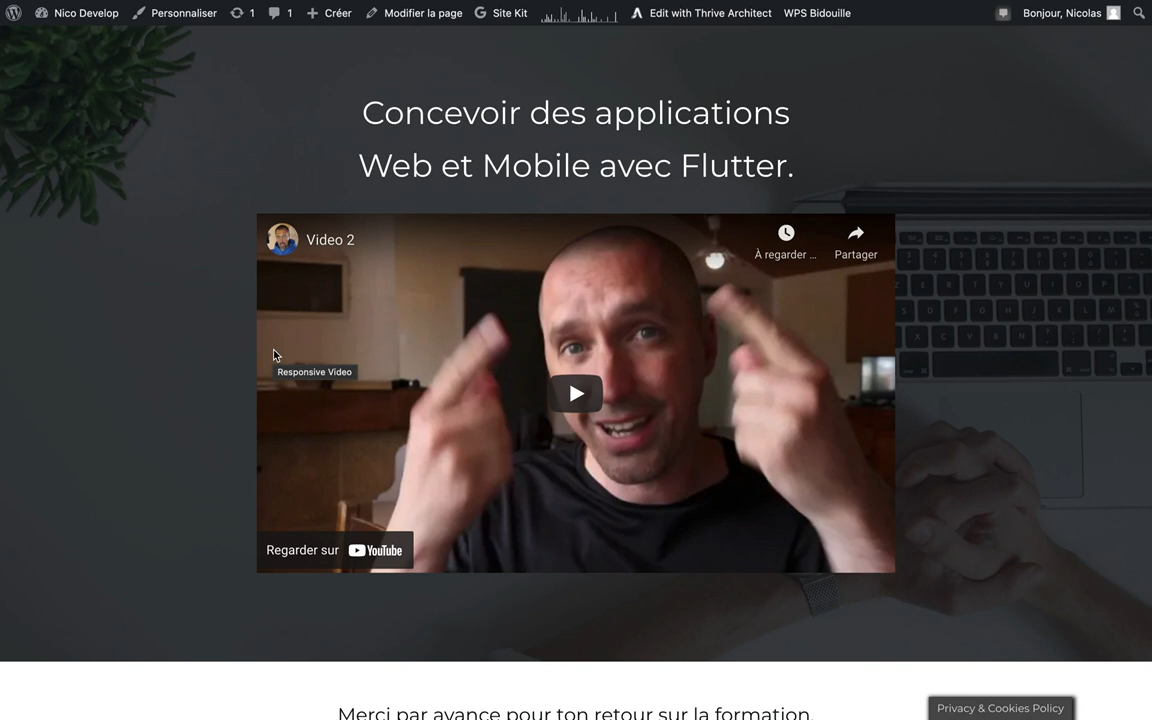 Nico Develop Personnaliser 1 1 Créer Modifier la page Site Kit Edit with Thrive Architect WPS Bidouille Bonjour, Nicolas
Concevoir des applications
Web et Mobile avec Flutter.
Video 2
À regarder ... Partager
Responsive Video
Regarder sur YouTube
Merci par avance pour ton retour sur la formation.
Privacy & Cookies Policy